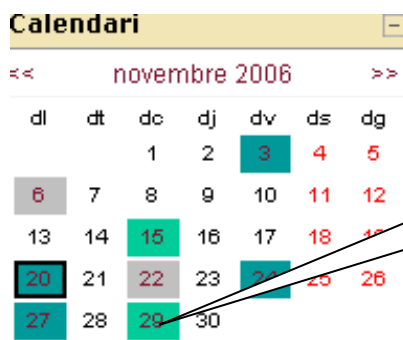 Calendari
<< novembre 2006 >>
dl dt dc dj dv ds dg
1 2 3 4 5
6 7 8 9 10 11 12
13 14 15 16 17 18 19
20 21 22 23 24 25 26
27 28 29 30